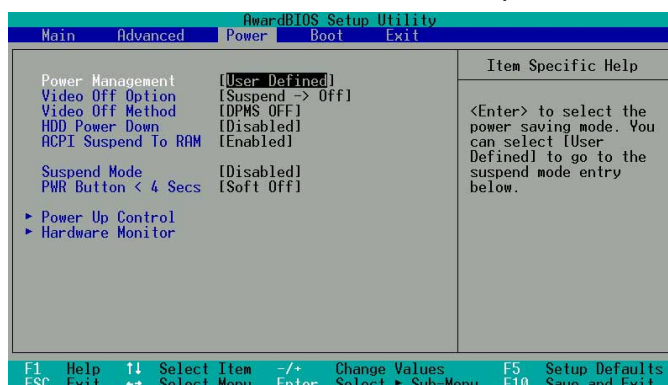 AwardBIOS Setup Utility
Main Advanced Power Boot Exit
Item Specific Help
Power Management [User Defined]
Video Off Option [Suspend -> Off]
Video Off Method [DPMS OFF]
HDD Power Down [Disabled]
ACPI Suspend To RAM [Enabled]
Suspend Mode [Disabled]
PWR Button < 4 Secs [Soft Off]
▸ Power Up Control
▸ Hardware Monitor
<Enter> to select the
power saving mode. You
can select [User
Defined] to go to the
suspend mode entry
below.
F1 Help ↑↓ Select Item -/+ Change Values F5 Setup Defaults
ESC Exit ←→ Select Menu Enter Select ▸ Sub-Menu F10 Save and Exit